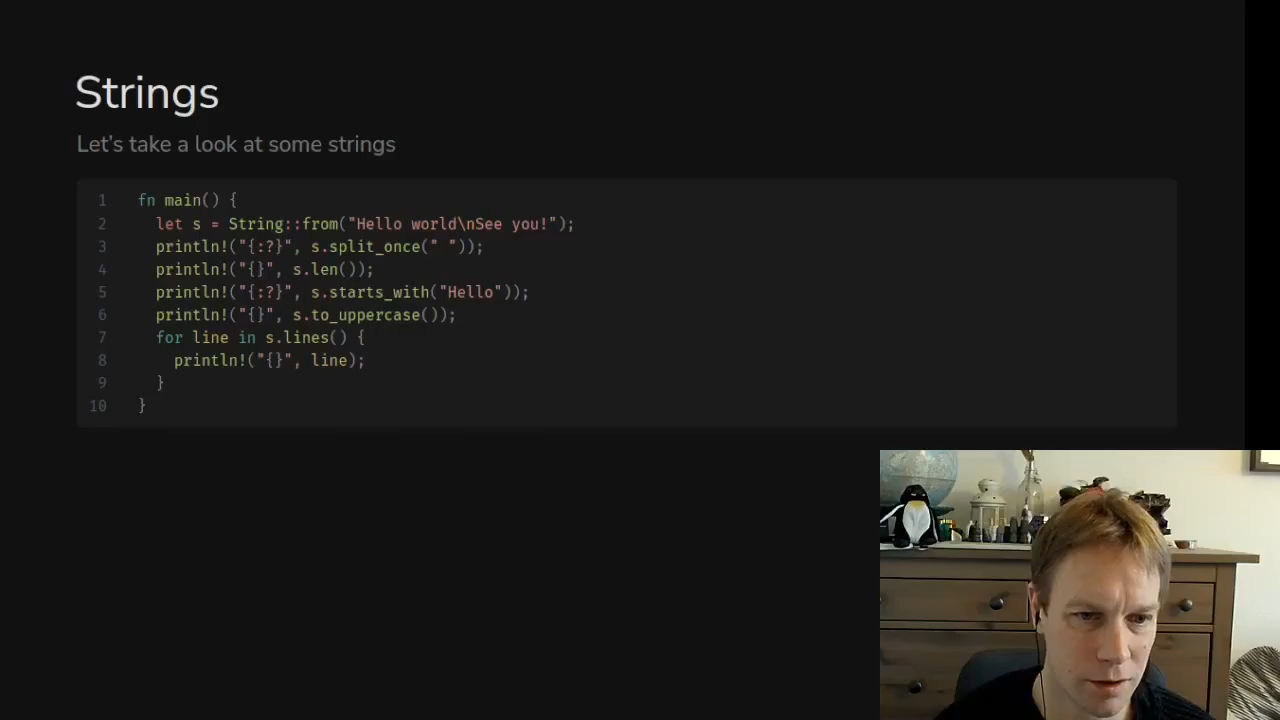 Strings
Let's take a look at some strings
1 fn main() {
2 let s = String::from("Hello world\nSee you!");
3 println!("{:?}", s.split_once(" "));
4 println!("{}", s.len());
5 println!("{:?}", s.starts_with("Hello"));
6 println!("{}", s.to_uppercase());
7 for line in s.lines() {
8 println!("{}", line);
9 }
10 }